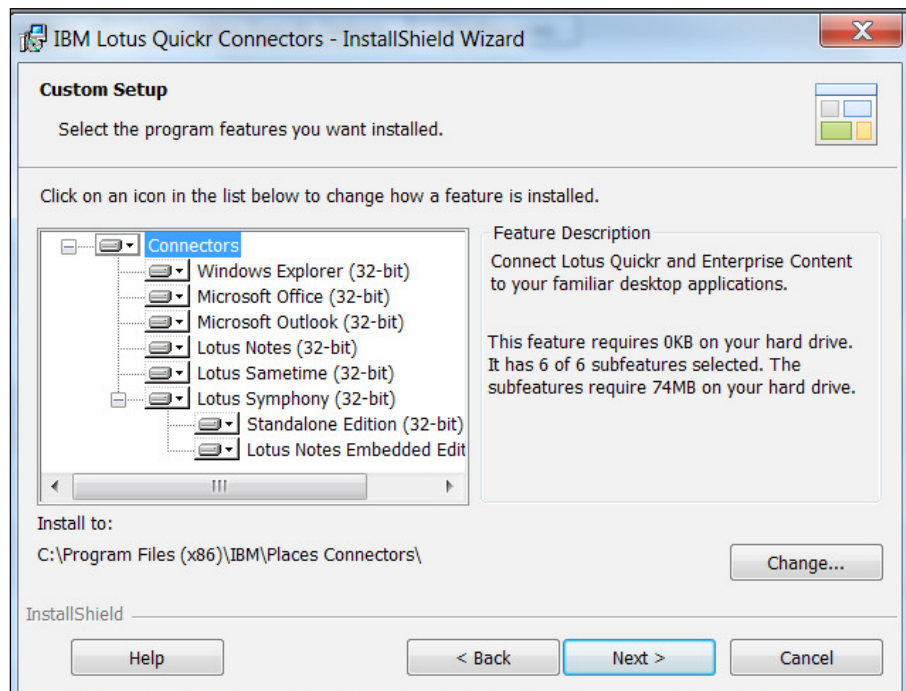 IBM Lotus Quickr Connectors - InstallShield Wizard
X
Custom Setup
Select the program features you want installed.
Click on an icon in the list below to change how a feature is installed.
Connectors
Windows Explorer (32-bit)
Microsoft Office (32-bit)
Microsoft Outlook (32-bit)
Lotus Notes (32-bit)
Lotus Sametime (32-bit)
Lotus Symphony (32-bit)
Standalone Edition (32-bit)
Lotus Notes Embedded Edit
Feature Description
Connect Lotus Quickr and Enterprise Content
to your familiar desktop applications.
This feature requires 0KB on your hard drive.
It has 6 of 6 subfeatures selected. The
subfeatures require 74MB on your hard drive.
Install to:
C:\Program Files (x86)\IBM\Places Connectors\
Change...
InstallShield
Help
< Back
Next >
Cancel